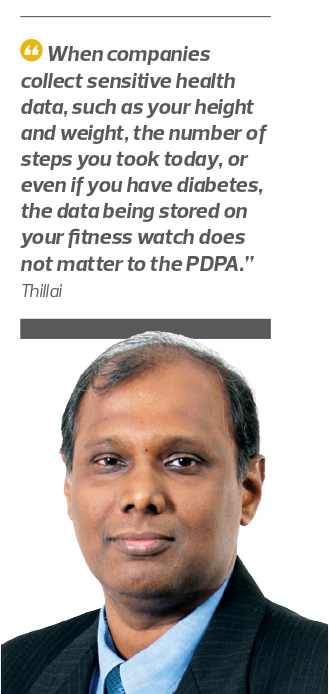 “ When companies
collect sensitive health
data, such as your height
and weight, the number of
steps you took today, or
even if you have diabetes,
the data being stored on
your fitness watch does
not matter to the PDPA.”
Thillai